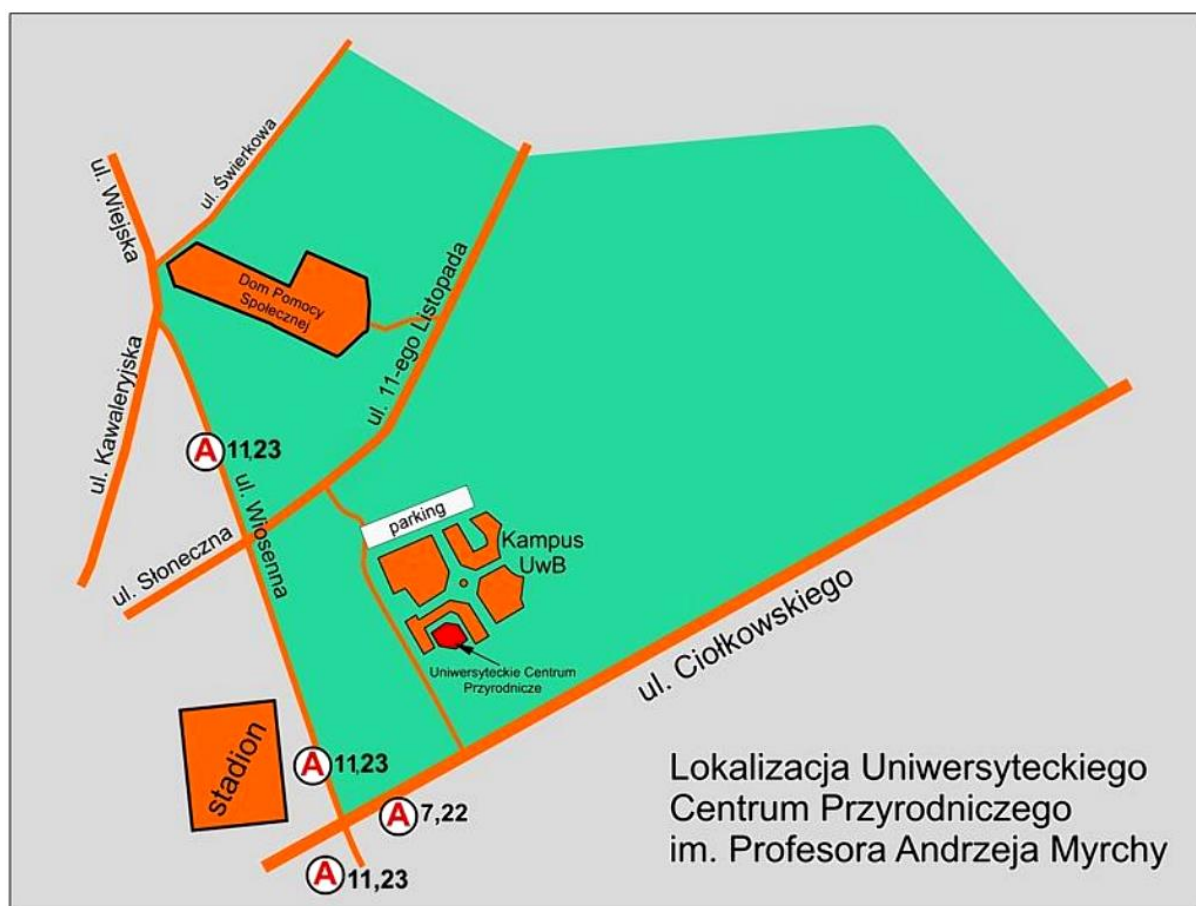 ul. Świerkowa
ul. Wiejska
Dom Pomocy
Społecznej
ul. 11-ego Listopada
ul. Kawaleryjska
A 11,23
ul. Wiosenna
ul. Słoneczna
parking
Kampus
UwB
Uniwersyteckie Centrum
Przyrodnicze
ul. Ciołkowskiego
stadion
A 11,23
A 7,22
A 11,23
Lokalizacja Uniwersyteckiego
Centrum Przyrodniczego
im. Profesora Andrzeja Myrchy